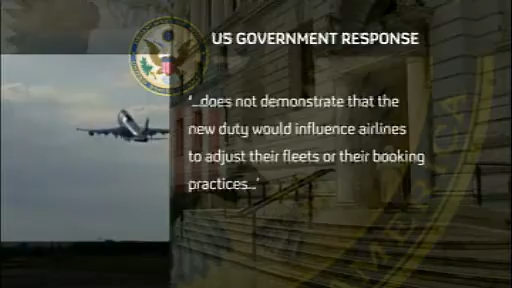 US GOVERNMENT RESPONSE
'...does not demonstrate that the
new duty would influence airlines
to adjust their fleets or their booking
practices...'
AMERICA